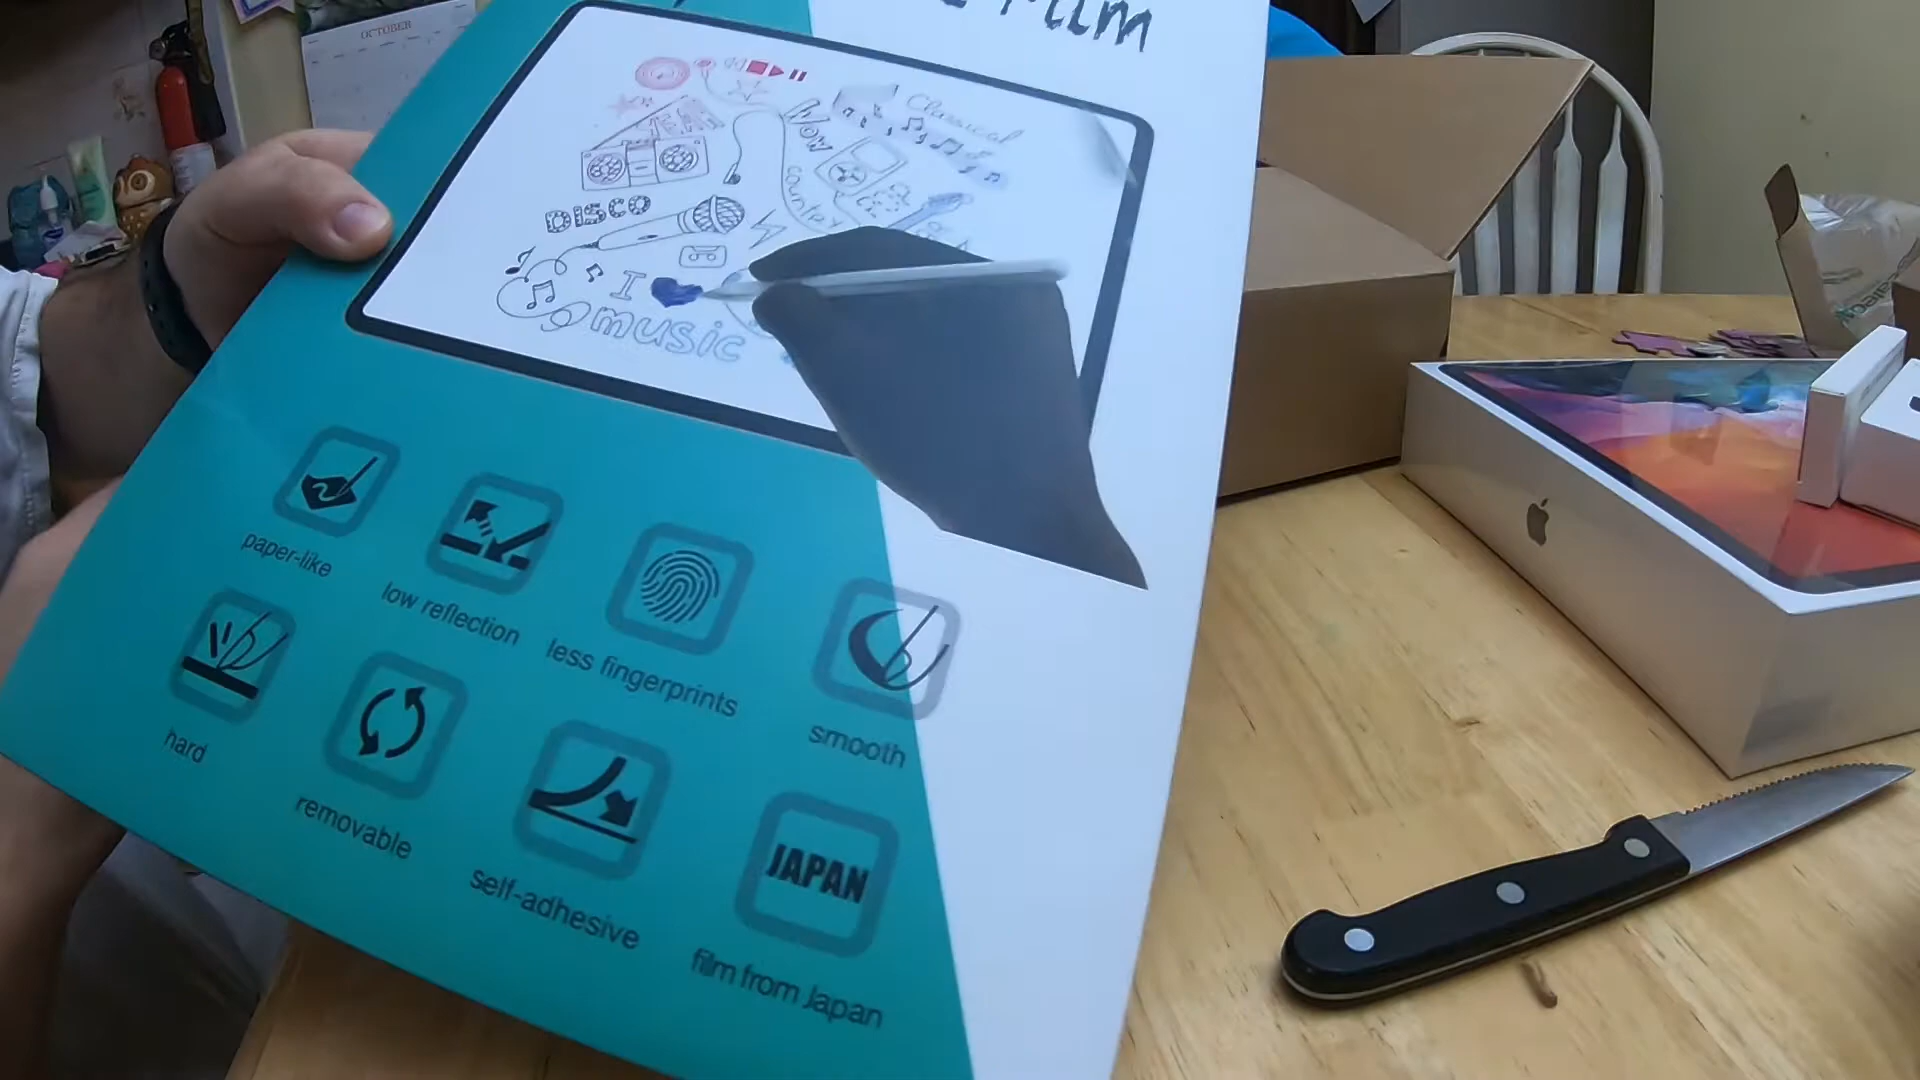 OCTOBER
Film
Classical
WOW
country
DISCO
I
music
paper-like
low reflection
less fingerprints
smooth
hard
removable
self-adhesive
JAPAN
film from Japan